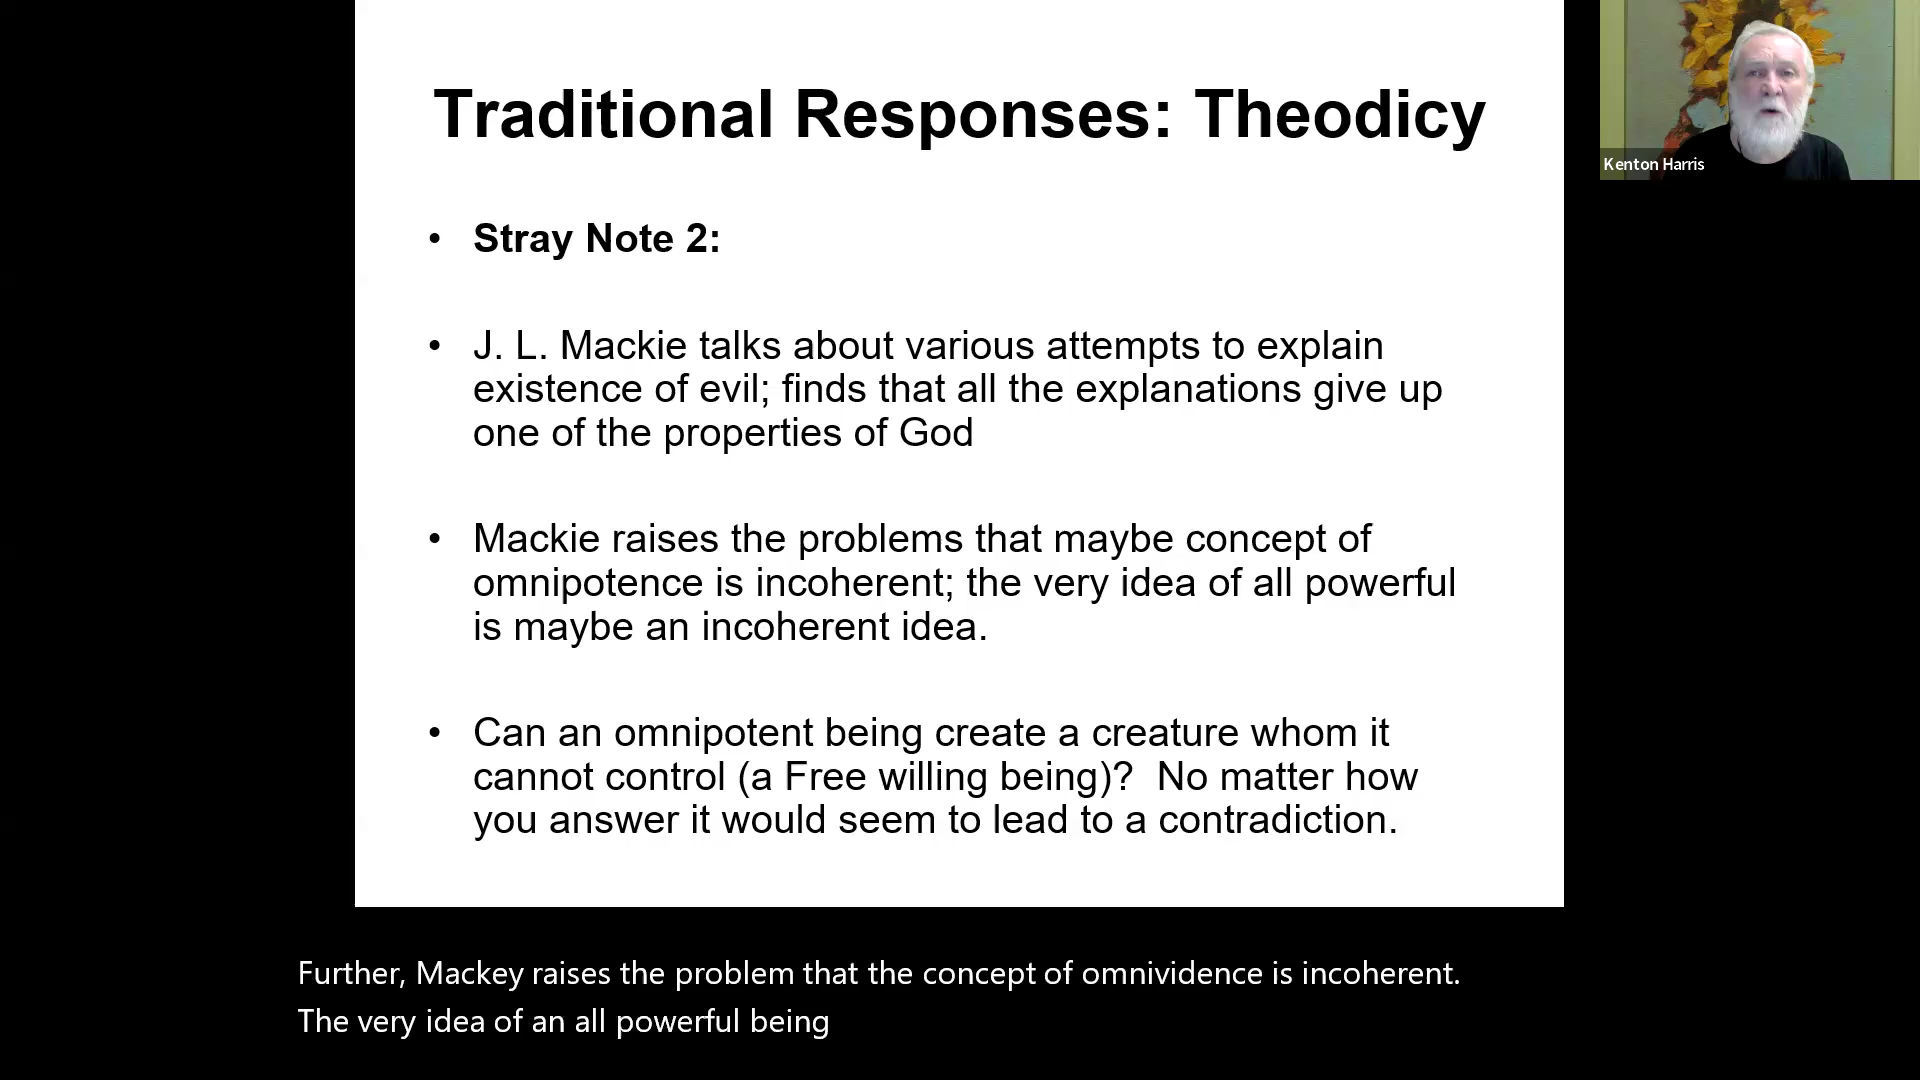 Traditional Responses: Theodicy
Kenton Harris
• Stray Note 2:
• J. L. Mackie talks about various attempts to explain
existence of evil; finds that all the explanations give up
one of the properties of God
• Mackie raises the problems that maybe concept of
omnipotence is incoherent; the very idea of all powerful
is maybe an incoherent idea.
• Can an omnipotent being create a creature whom it
cannot control (a Free willing being)? No matter how
you answer it would seem to lead to a contradiction.
Further, Mackey raises the problem that the concept of omnividence is incoherent.
The very idea of an all powerful being